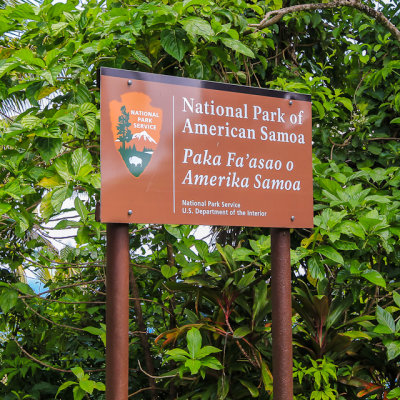 NATIONAL
PARK
SERVICE
National Park of
American Samoa
Paka Fa'asao o
Amerika Samoa
National Park Service
U.S. Department of the Interior